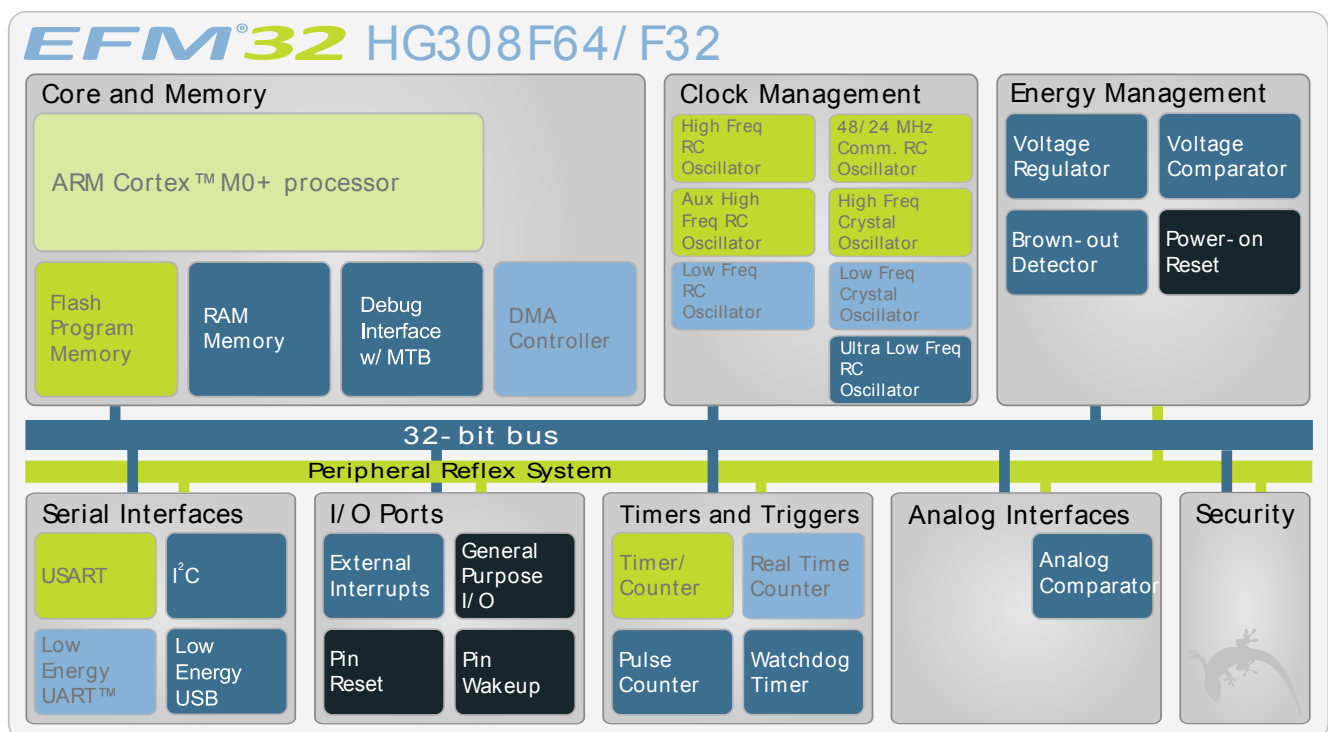 EFM®32 HG308F64/ F32
Core and Memory
ARM Cortex™ M0+ processor
Flash
Program
Memory
RAM
Memory
Debug
Interface
w/ MTB
DMA
Controller
Clock Management
High Freq
RC
Oscillator
48/ 24 MHz
Comm. RC
Oscillator
Aux High
Freq RC
Oscillator
High Freq
Crystal
Oscillator
Low Freq
RC
Oscillator
Low Freq
Crystal
Oscillator
Ultra Low Freq
RC
Oscillator
Energy Management
Voltage
Regulator
Voltage
Comparator
Brown- out
Detector
Power- on
Reset
32- bit bus
Peripheral Reflex System
Serial Interfaces
USART
I²C
Low
Energy
UART™
Low
Energy
USB
I/ O Ports
External
Interrupts
General
Purpose
I/ O
Pin
Reset
Pin
Wakeup
Timers and Triggers
Timer/
Counter
Real Time
Counter
Pulse
Counter
Watchdog
Timer
Analog Interfaces
Analog
Comparator
Security